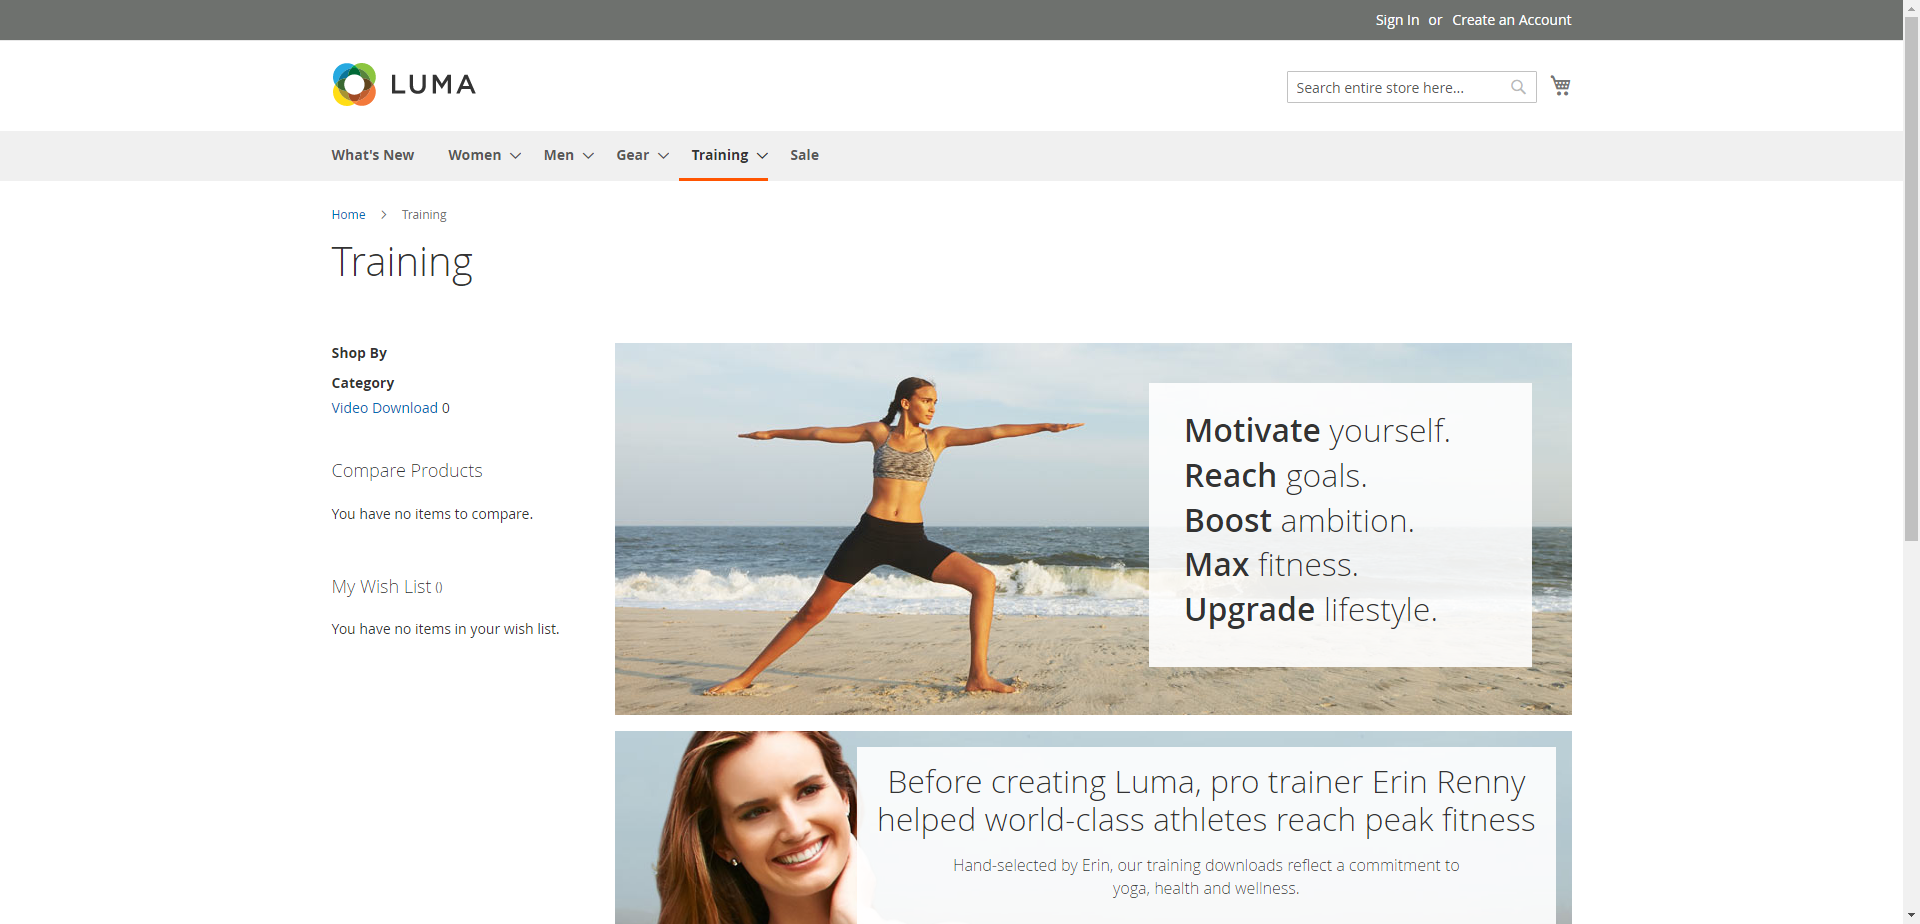 Sign In or Create an Account
LUMA
Search entire store here...
What's New Women Men Gear Training Sale
Home Training
Training
Shop By
Category
Video Download 0
Compare Products
You have no items to compare.
My Wish List ()
You have no items in your wish list.
Motivate yourself.
Reach goals.
Boost ambition.
Max fitness.
Upgrade lifestyle.
Before creating Luma, pro trainer Erin Renny
helped world-class athletes reach peak fitness
Hand-selected by Erin, our training downloads reflect a commitment to
yoga, health and wellness.